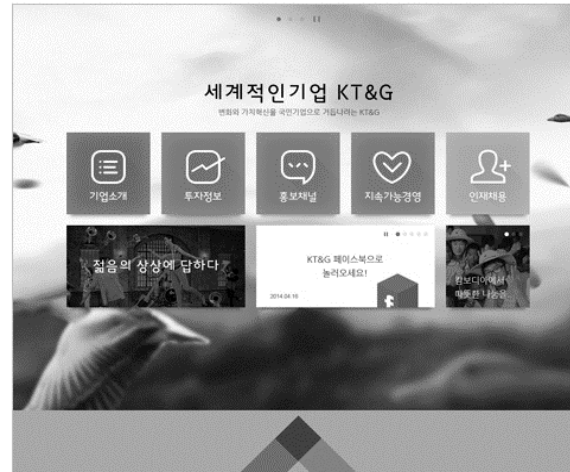 세계적인기업 KT&G
변화와 가치혁신을 국민기업으로 거듭나려는 KT&G
기업소개
투자정보
홍보채널
지속가능경영
인재채용
젊음의 상상에 답하다
KT&G 페이스북으로
놀러오세요!
2014.04.16
캄보디아에서
따뜻한 나눔을